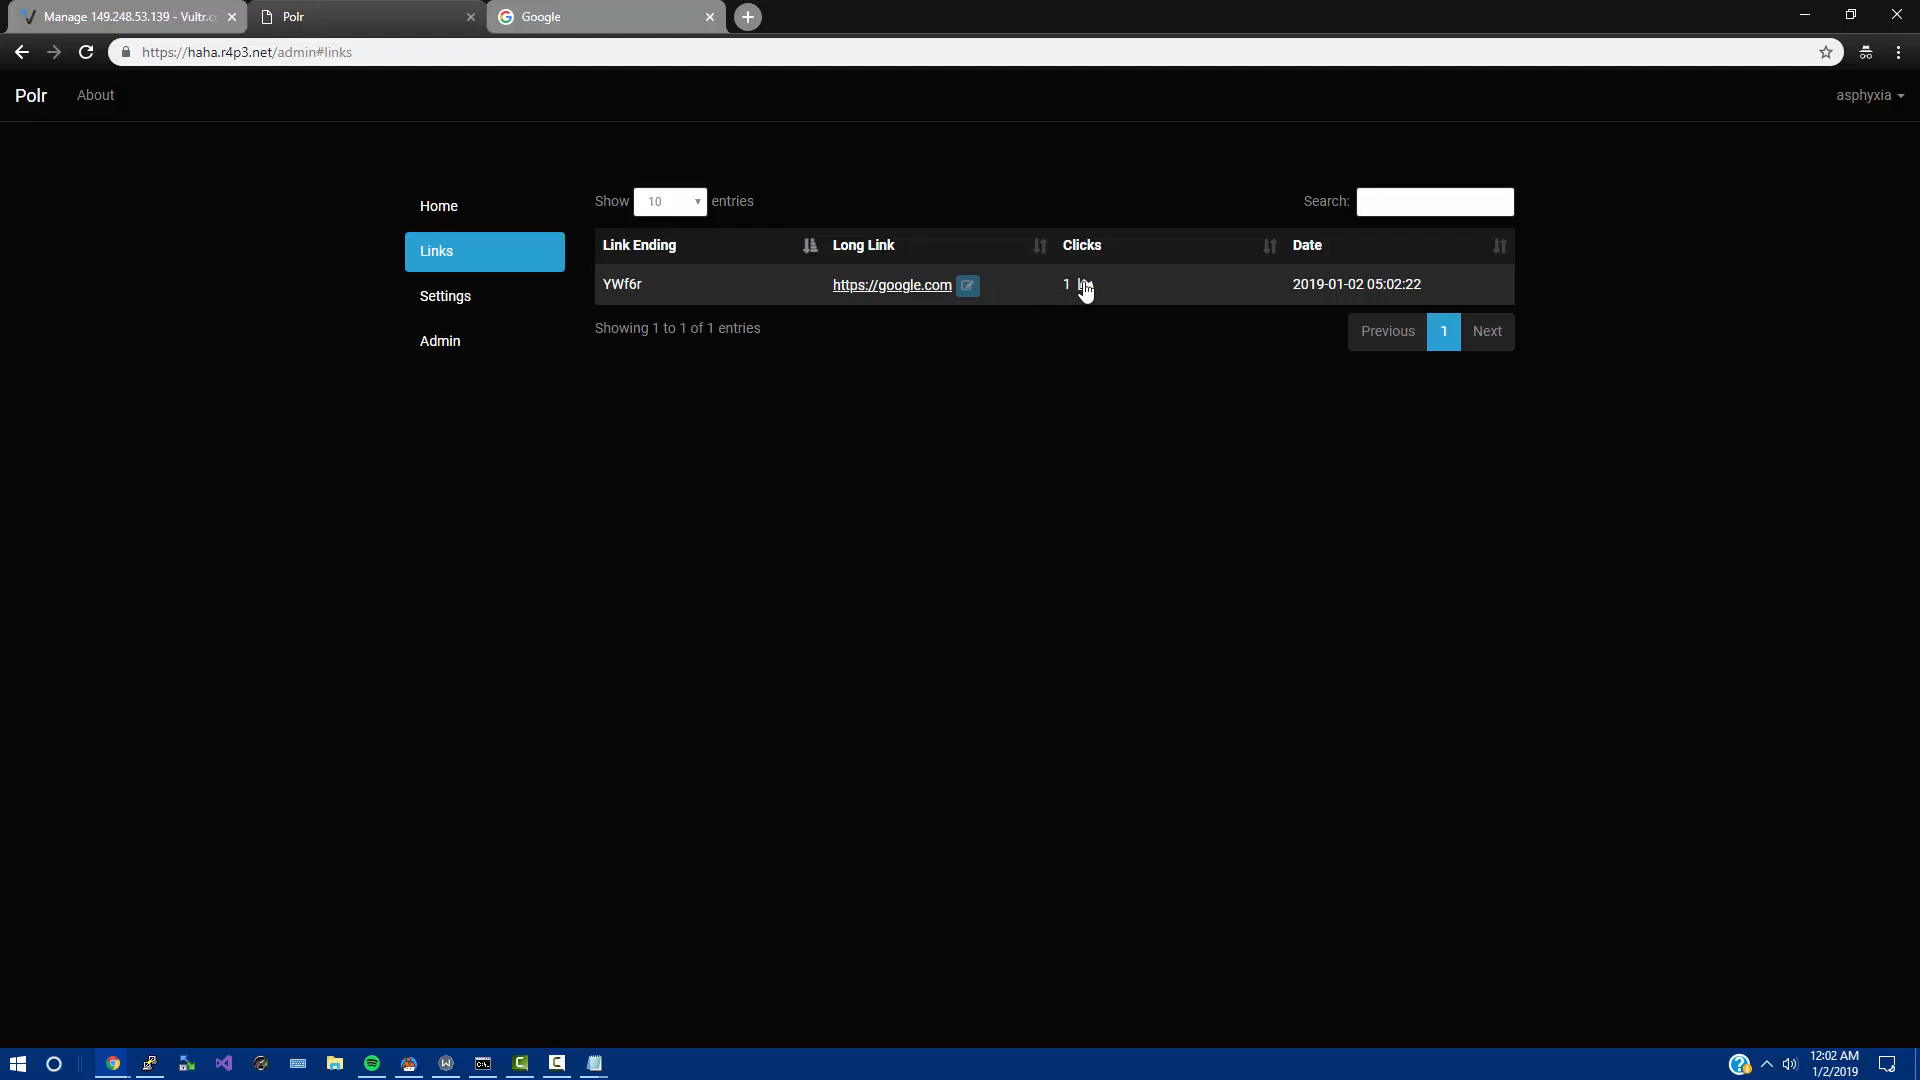 Manage 149.248.53.139 - Vultr.c
Polr
Google
https://haha.r4p3.net/admin#links
Polr
About
asphyxia
Home
Links
Settings
Admin
Show 10 entries
Search:
Link Ending Long Link Clicks Date
YWf6r https://google.com 1 2019-01-02 05:02:22
Showing 1 to 1 of 1 entries
Previous 1 Next
12:02 AM
1/2/2019